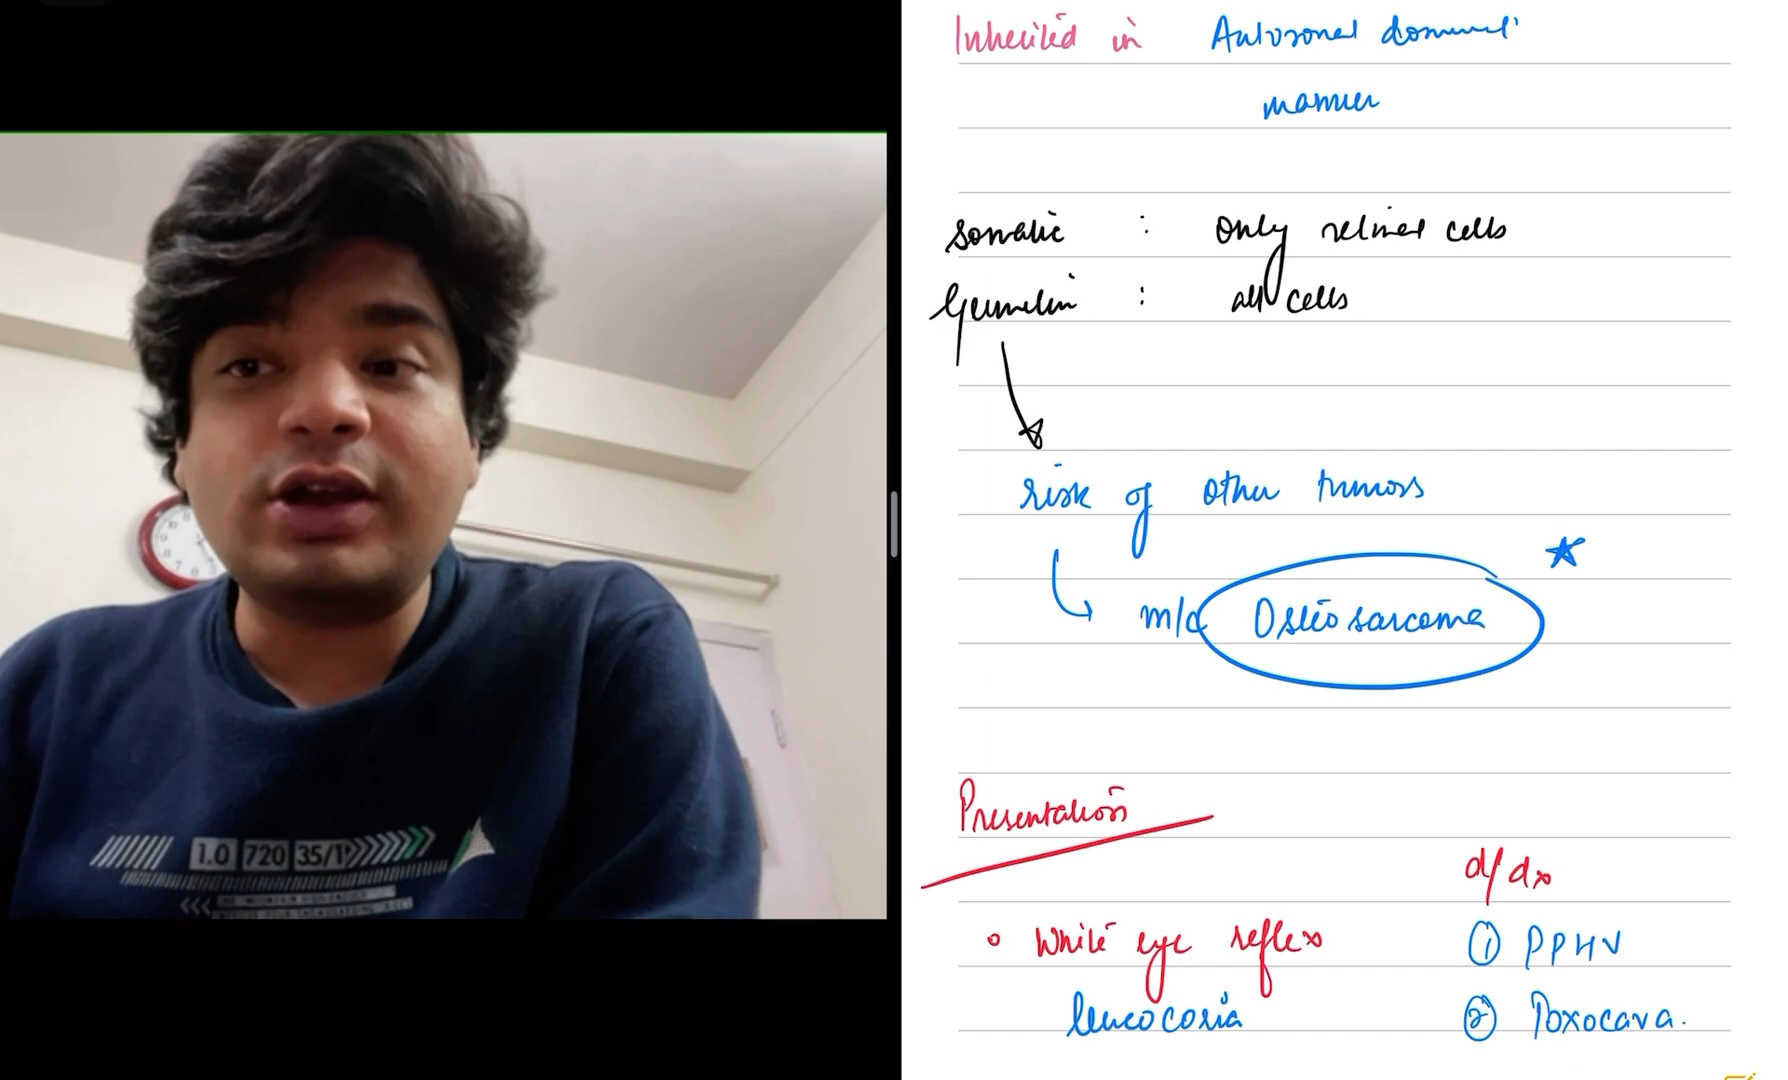 Inherited in Autosomal dominant
manner
somatic : only retinal cells
Germlin : all cells
risk of other tumors
m/c Osteosarcoma
Presentation
d/dx
White eye reflex
① PPHV
leucocoria
② Toxocara.
1.0 720 35/1